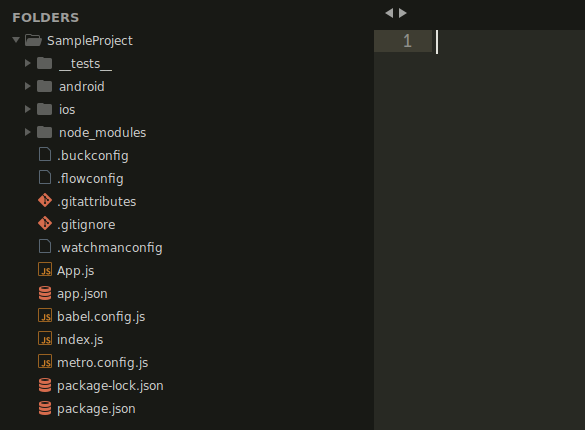 FOLDERS
SampleProject
__tests__
android
ios
node_modules
.buckconfig
.flowconfig
.gitattributes
.gitignore
.watchmanconfig
JS App.js
app.json
JS babel.config.js
JS index.js
JS metro.config.js
package-lock.json
package.json
1